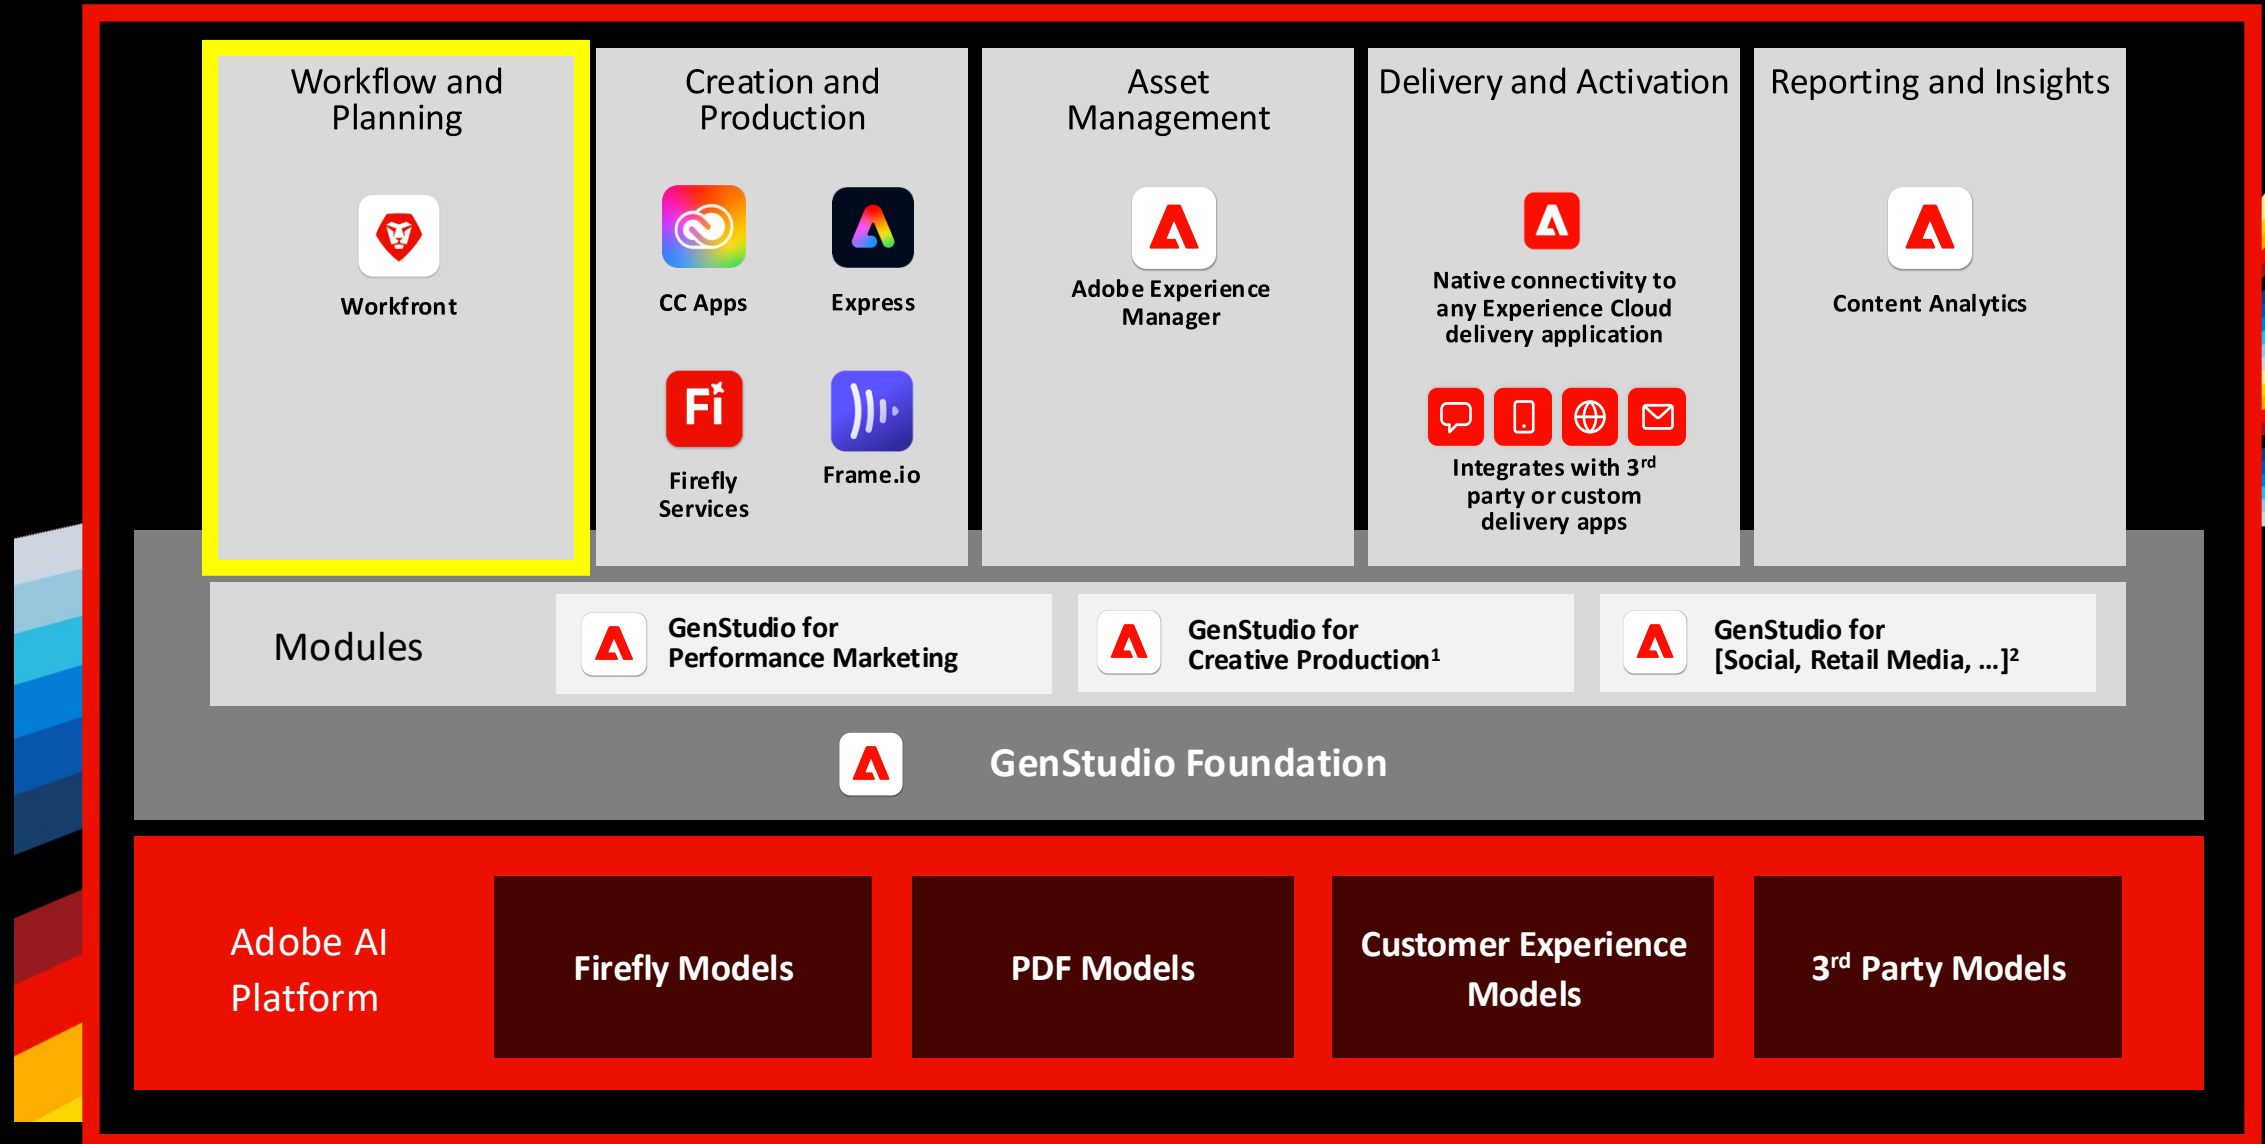 Workflow and
Planning
Workfront
Creation and
Production
CC Apps
Express
Fi
Firefly
Services
Frame.io
Asset
Management
Adobe Experience
Manager
Delivery and Activation
Native connectivity to
any Experience Cloud
delivery application
Integrates with 3rd
party or custom
delivery apps
Reporting and Insights
Content Analytics
Modules
GenStudio for
Performance Marketing
GenStudio for
Creative Production¹
GenStudio for
[Social, Retail Media, ...]²
GenStudio Foundation
Adobe AI
Platform
Firefly Models
PDF Models
Customer Experience
Models
3rd Party Models